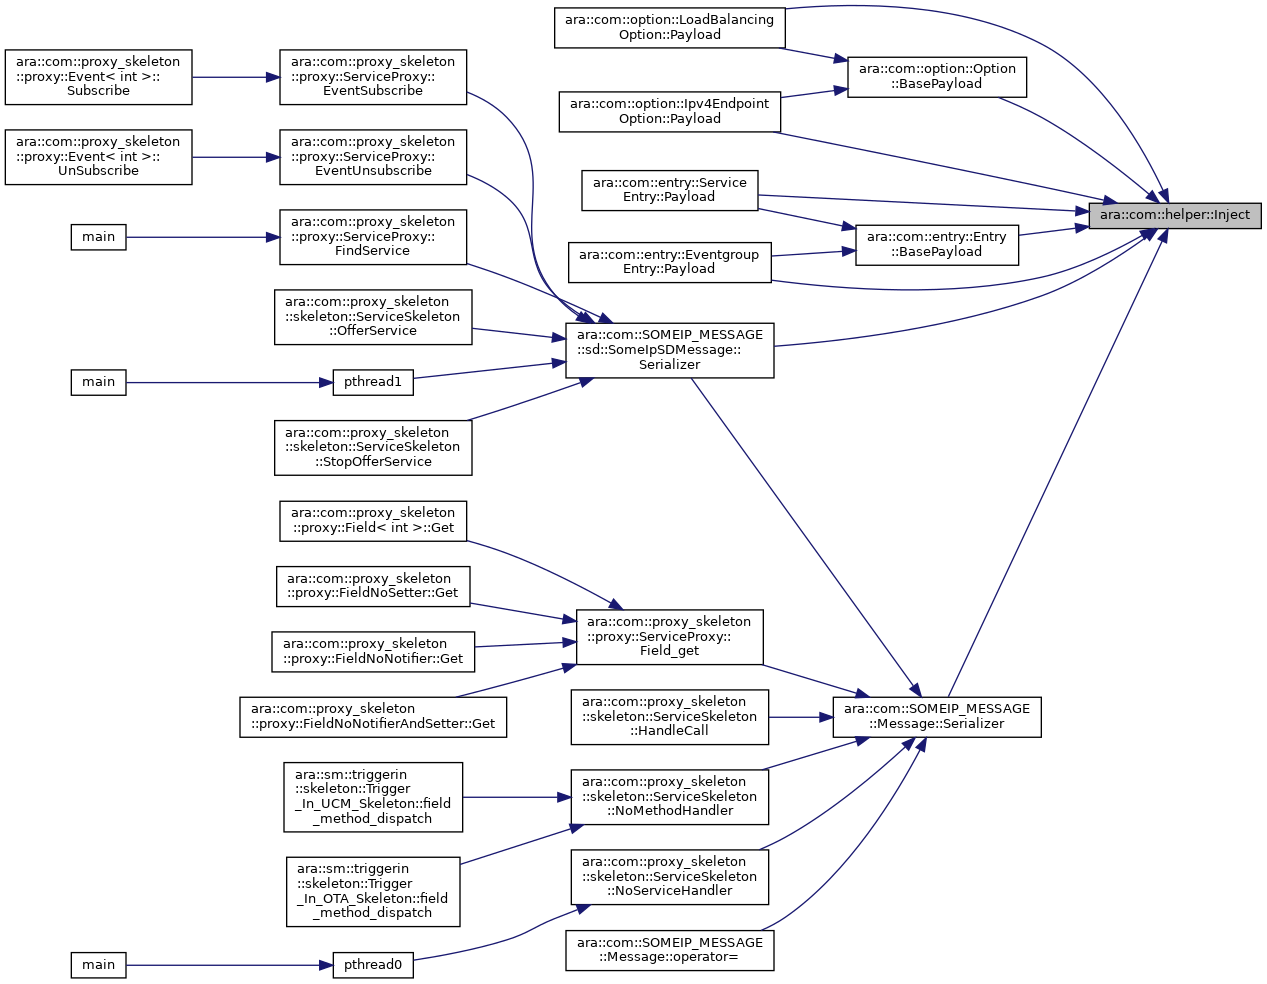 ara::com::option::LoadBalancing
Option::Payload
ara::com::proxy_skeleton
::proxy::Event< int >::
Subscribe
ara::com::proxy_skeleton
::proxy::ServiceProxy::
EventSubscribe
ara::com::option::Option
::BasePayload
ara::com::option::Ipv4Endpoint
Option::Payload
ara::com::proxy_skeleton
::proxy::Event< int >::
UnSubscribe
ara::com::proxy_skeleton
::proxy::ServiceProxy::
EventUnsubscribe
ara::com::entry::Service
Entry::Payload
ara::com::helper::Inject
main
ara::com::proxy_skeleton
::proxy::ServiceProxy::
FindService
ara::com::entry::Entry
::BasePayload
ara::com::entry::Eventgroup
Entry::Payload
ara::com::proxy_skeleton
::skeleton::ServiceSkeleton
::OfferService
ara::com::SOMEIP_MESSAGE
::sd::SomeIpSDMessage::
Serializer
main
pthread1
ara::com::proxy_skeleton
::skeleton::ServiceSkeleton
::StopOfferService
ara::com::proxy_skeleton
::proxy::Field< int >::Get
ara::com::proxy_skeleton
::proxy::FieldNoSetter::Get
ara::com::proxy_skeleton
::proxy::ServiceProxy::
Field_get
ara::com::proxy_skeleton
::proxy::FieldNoNotifier::Get
ara::com::proxy_skeleton
::proxy::FieldNoNotifierAndSetter::Get
ara::com::proxy_skeleton
::skeleton::ServiceSkeleton
::HandleCall
ara::com::SOMEIP_MESSAGE
::Message::Serializer
ara::sm::triggerin
::skeleton::Trigger
_In_UCM_Skeleton::field
_method_dispatch
ara::com::proxy_skeleton
::skeleton::ServiceSkeleton
::NoMethodHandler
ara::sm::triggerin
::skeleton::Trigger
_In_OTA_Skeleton::field
_method_dispatch
ara::com::proxy_skeleton
::skeleton::ServiceSkeleton
::NoServiceHandler
main
pthread0
ara::com::SOMEIP_MESSAGE
::Message::operator=